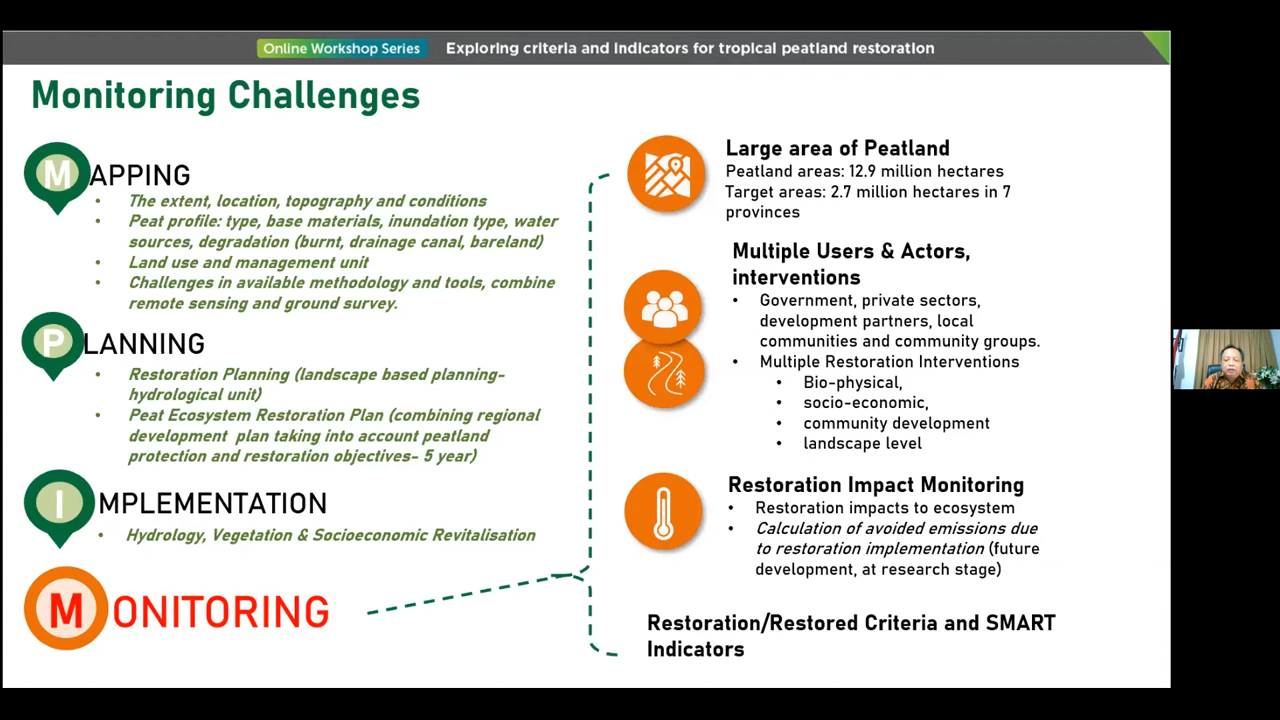 Online Workshop Series Exploring criteria and indicators for tropical peatland restoration
Monitoring Challenges
MAPPING
• The extent, location, topography and conditions
• Peat profile: type, base materials, inundation type, water
sources, degradation (burnt, drainage canal, bareland)
• Land use and management unit
• Challenges in available methodology and tools, combine
remote sensing and ground survey.
PLANNING
• Restoration Planning (landscape based planning-
hydrological unit)
• Peat Ecosystem Restoration Plan (combining regional
development plan taking into account peatland
protection and restoration objectives- 5 year)
IMPLEMENTATION
• Hydrology, Vegetation & Socioeconomic Revitalisation
MONITORING
Large area of Peatland
Peatland areas: 12.9 million hectares
Target areas: 2.7 million hectares in 7
provinces
Multiple Users & Actors,
interventions
• Government, private sectors,
development partners, local
communities and community groups.
• Multiple Restoration Interventions
• Bio-physical,
• socio-economic,
• community development
• landscape level
Restoration Impact Monitoring
• Restoration impacts to ecosystem
• Calculation of avoided emissions due
to restoration implementation (future
development, at research stage)
Restoration/Restored Criteria and SMART
Indicators